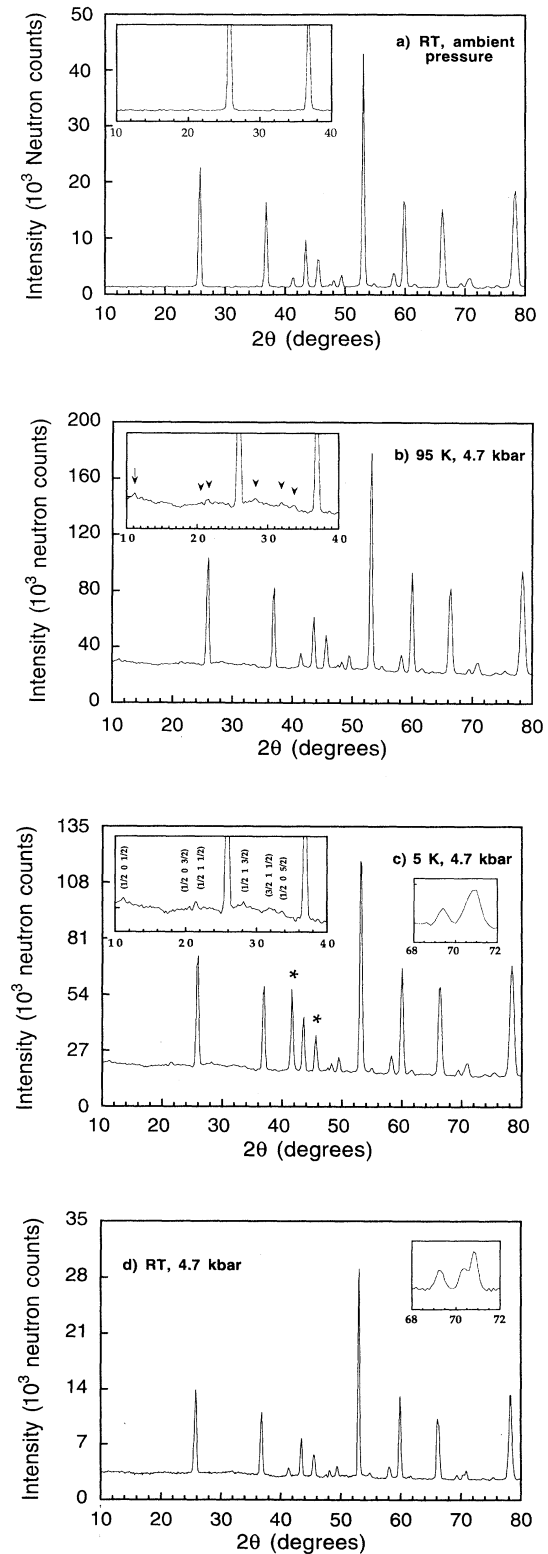 50
40
30
20
10
0
Intensity (10³ Neutron counts)
a) RT, ambient
pressure
10 20 30 40
10 20 30 40 50 60 70 80
2θ (degrees)
200
160
120
80
40
0
Intensity (10³ neutron counts)
b) 95 K, 4.7 kbar
10 20 30 40
10 20 30 40 50 60 70 80
2θ (degrees)
135
108
81
54
27
0
Intensity (10³ neutron counts)
c) 5 K, 4.7 kbar
(1/2 0 1/2)
(1/2 0 3/2)
(1/2 1 1/2)
(1/2 1 3/2)
(3/2 1 1/2)
(1/2 0 5/2)
10 20 30 40
68 70 72
*
*
10 20 30 40 50 60 70 80
2θ (degrees)
35
28
21
14
7
0
Intensity (10³ neutron counts)
d) RT, 4.7 kbar
68 70 72
10 20 30 40 50 60 70 80
2θ (degrees)